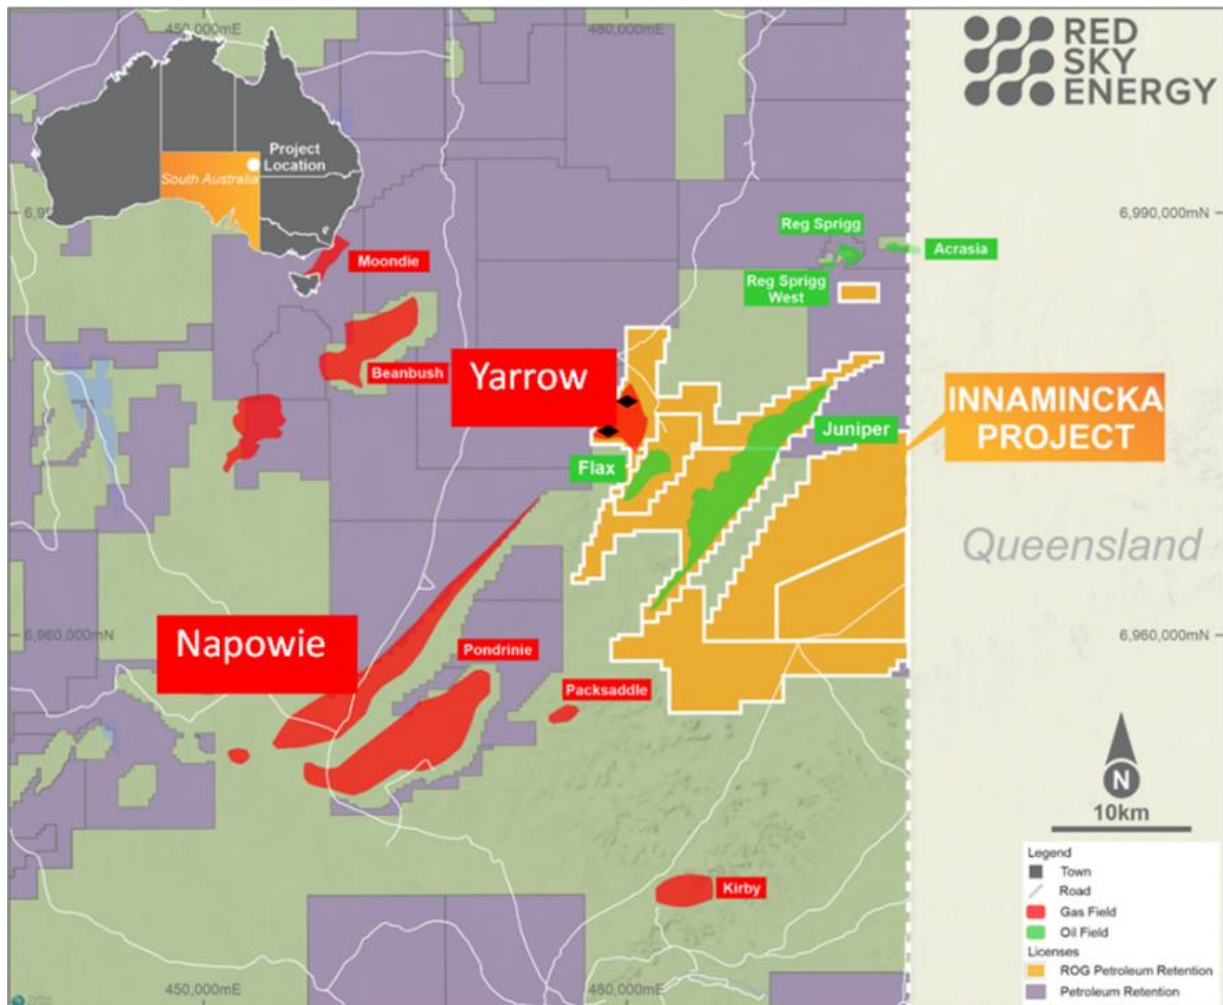 450,000mE
480,000mE
RED
SKY
ENERGY
Project
Location
South Australia
6,990,000mN
Reg Sprigg
Acrasia
Moondie
Reg Sprigg
West
Beanbush
Yarrow
INNAMINCKA
PROJECT
Juniper
Flax
Queensland
Napowie
6,960,000mN
6,960,000mN
Pondrinie
Packsaddle
N
10km
Kirby
Legend
Town
Road
Gas Field
Oil Field
Licenses
ROG Petroleum Retention
Petroleum Retention
450,000mE
480,000mE